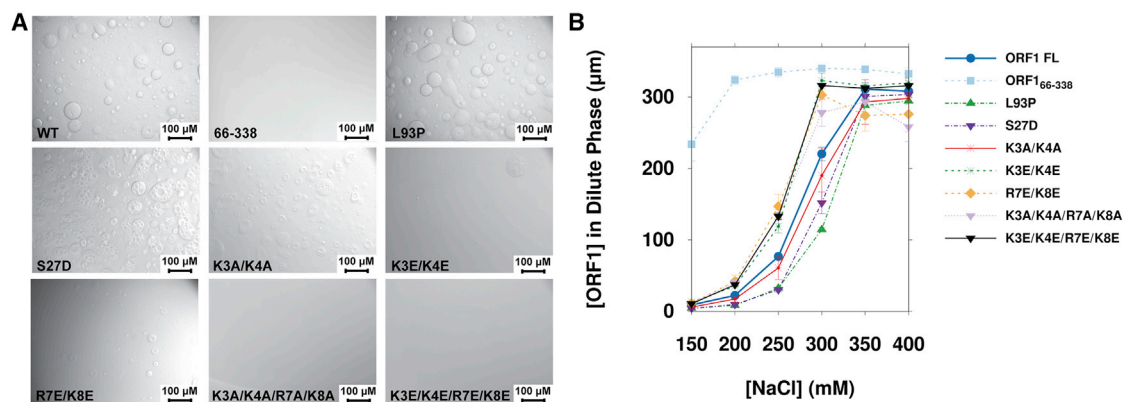 A
WT
100 µM
66-338
100 µM
L93P
100 µM
S27D
100 µM
K3A/K4A
100 µM
K3E/K4E
100 µM
R7E/K8E
100 µM
K3A/K4A/R7A/K8A
100 µM
K3E/K4E/R7E/K8E
100 µM
B
[ORF1] in Dilute Phase (µm)
300
200
100
0
150 200 250 300 350 400
[NaCl] (mM)
ORF1 FL
ORF166-338
L93P
S27D
K3A/K4A
K3E/K4E
R7E/K8E
K3A/K4A/R7A/K8A
K3E/K4E/R7E/K8E